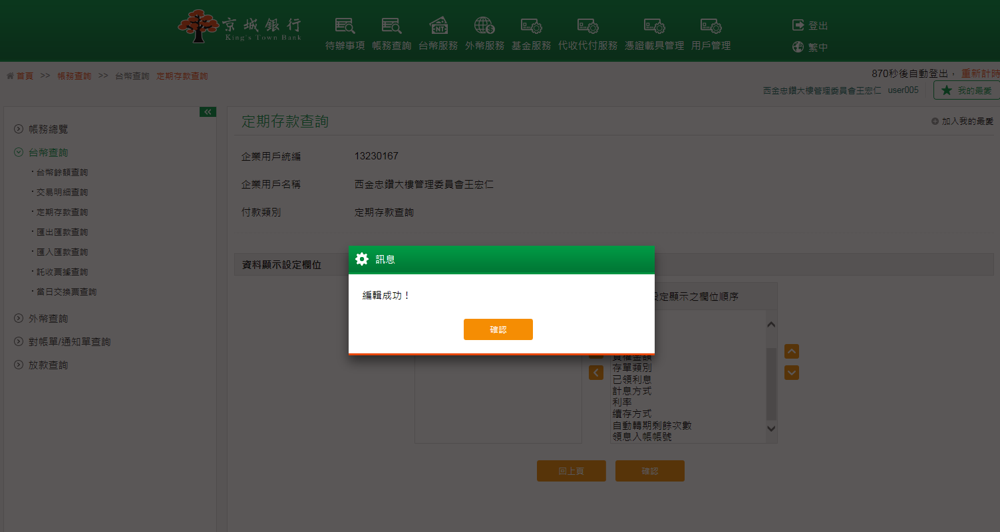 京城銀行
King's Town Bank
待辦事項 帳務查詢 台幣服務 外幣服務 基金服務 代收代付服務 憑證載具管理 用戶管理
登出
繁中
首頁 >> 帳務查詢 >> 台幣查詢 定期存款查詢
870秒後自動登出， 重新計時
西金忠鑽大樓管理委員會王宏仁 user005 我的最愛
帳務總覽
台幣查詢
台幣餘額查詢
交易明細查詢
定期存款查詢
匯出匯款查詢
匯入匯款查詢
託收票據查詢
當日交換票查詢
外幣查詢
對帳單/通知單查詢
放款查詢
定期存款查詢
加入我的最愛
企業用戶統編 13230167
企業用戶名稱 西金忠鑽大樓管理委員會王宏仁
付款類別 定期存款查詢
資料顯示設定欄位
訊息
編輯成功！
確認
設定顯示之欄位順序
質權金額
存單類別
已領利息
計息方式
利率
續存方式
自動轉期剩餘次數
領息入帳帳號
回上頁 確認